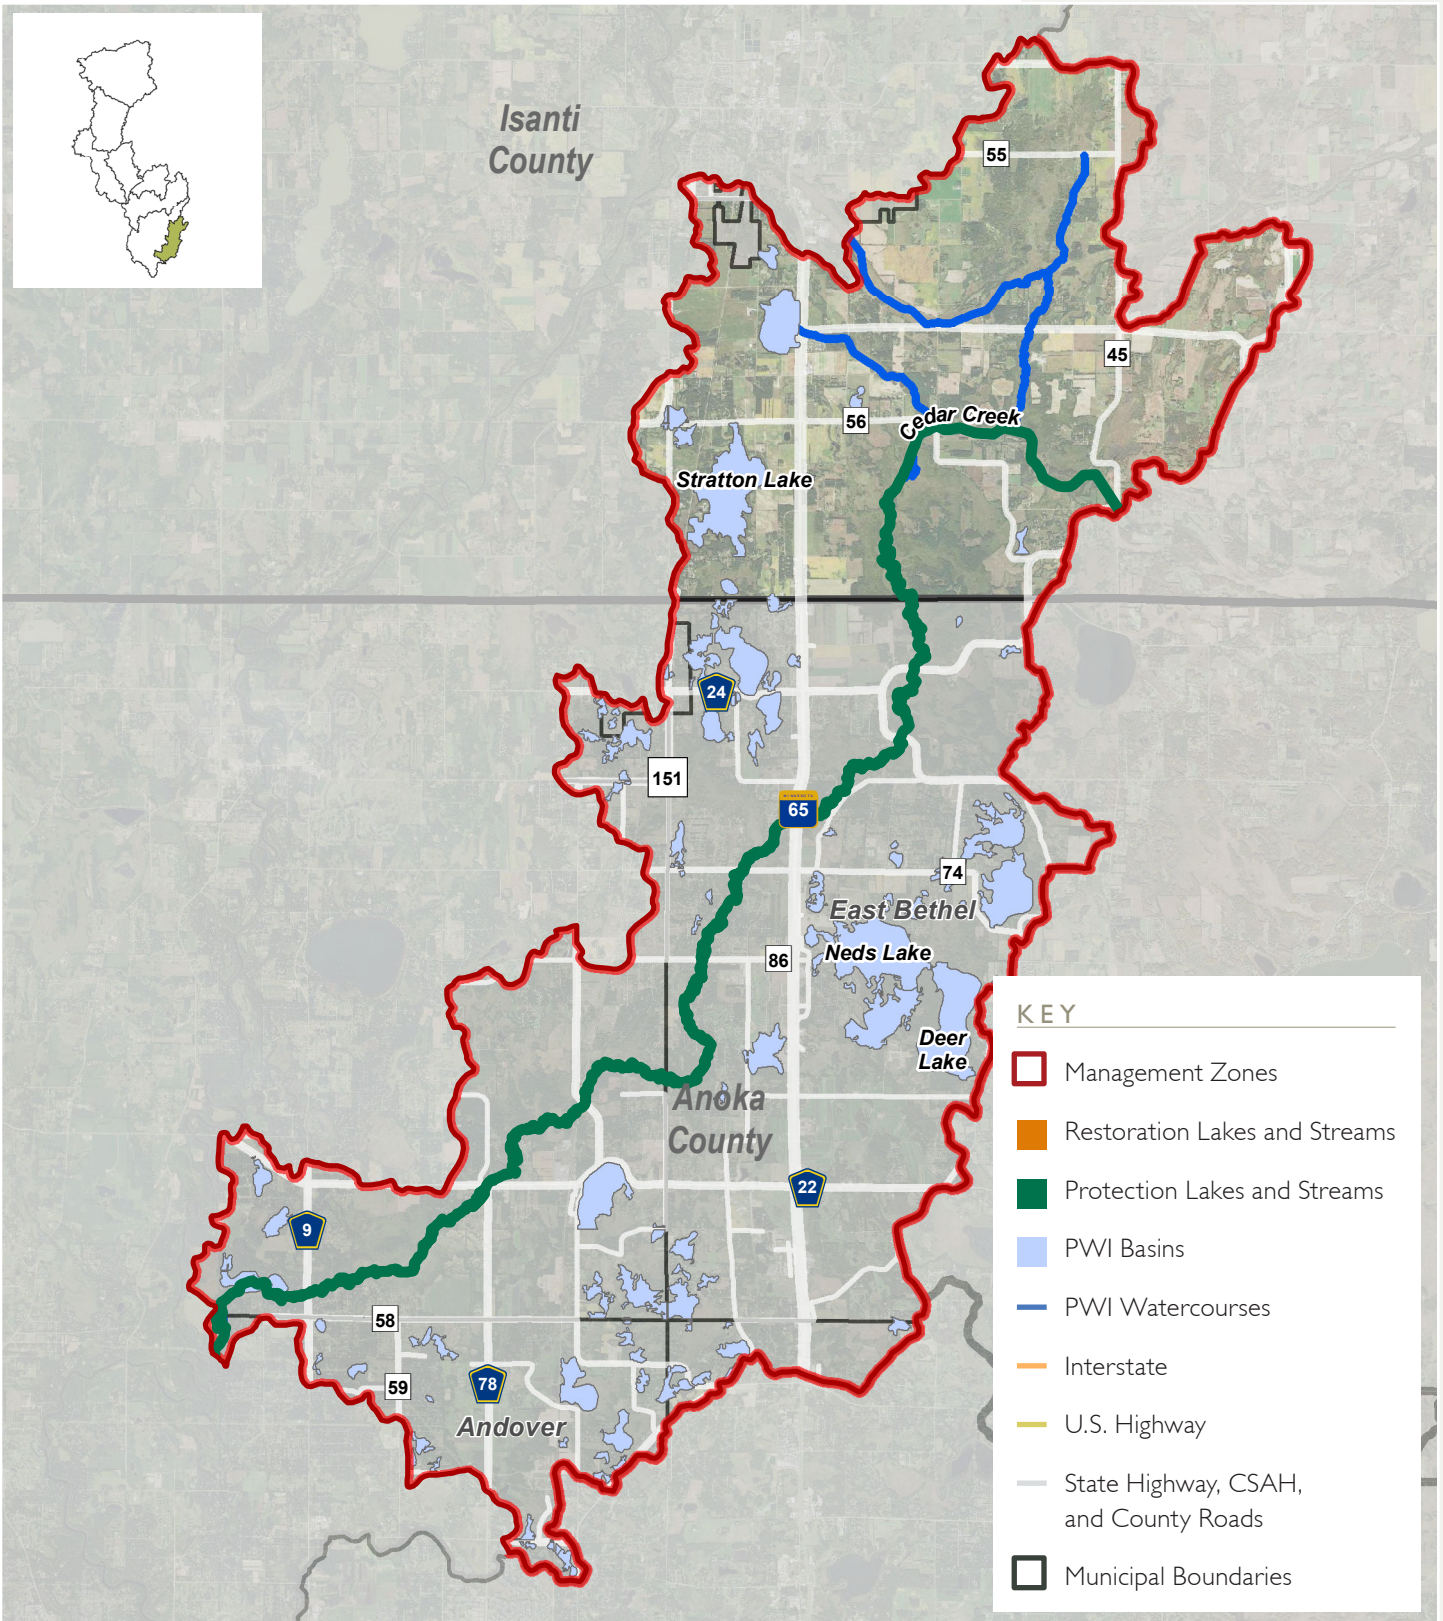 Isanti
County
55
45
56
Cedar Creek
Stratton Lake
24
151
MINNESOTA
65
74
East Bethel
86
Neds Lake
Deer
Lake
Anoka
County
22
9
58
59
78
Andover
KEY
Management Zones
Restoration Lakes and Streams
Protection Lakes and Streams
PWI Basins
PWI Watercourses
Interstate
U.S. Highway
State Highway, CSAH,
and County Roads
Municipal Boundaries